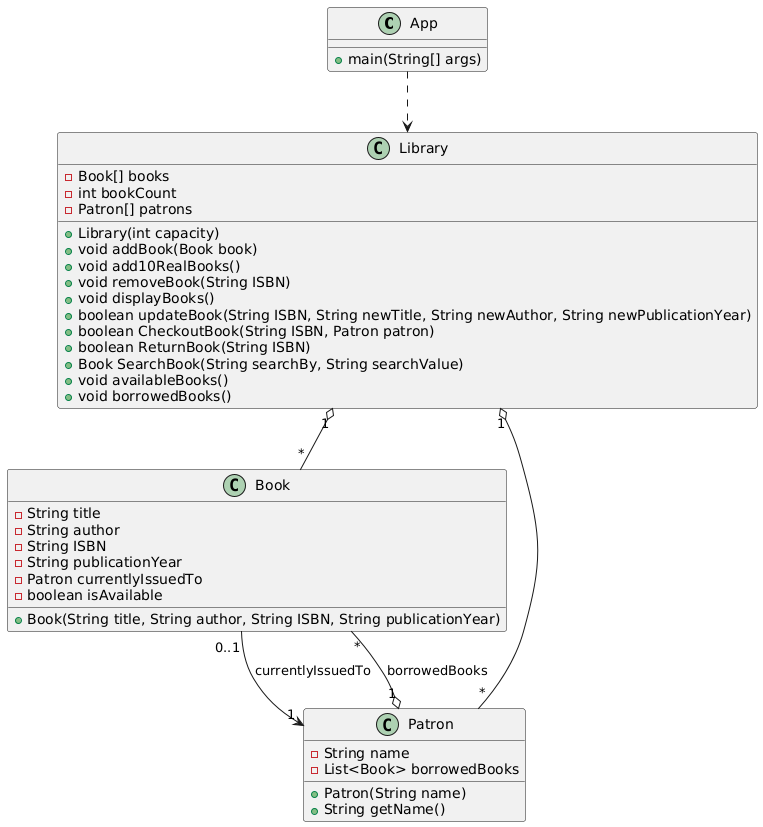 C App
main(String[] args)
C Library
Book[] books
int bookCount
Patron[] patrons
Library(int capacity)
void addBook(Book book)
void add10RealBooks()
void removeBook(String ISBN)
void displayBooks()
boolean updateBook(String ISBN, String newTitle, String newAuthor, String newPublicationYear)
boolean CheckoutBook(String ISBN, Patron patron)
boolean ReturnBook(String ISBN)
Book SearchBook(String searchBy, String searchValue)
void availableBooks()
void borrowedBooks()
1
1
*
C Book
String title
String author
String ISBN
String publicationYear
Patron currentlyIssuedTo
boolean isAvailable
Book(String title, String author, String ISBN, String publicationYear)
0..1
*
currentlyIssuedTo
borrowedBooks
1
1
*
C Patron
String name
List<Book> borrowedBooks
Patron(String name)
String getName()